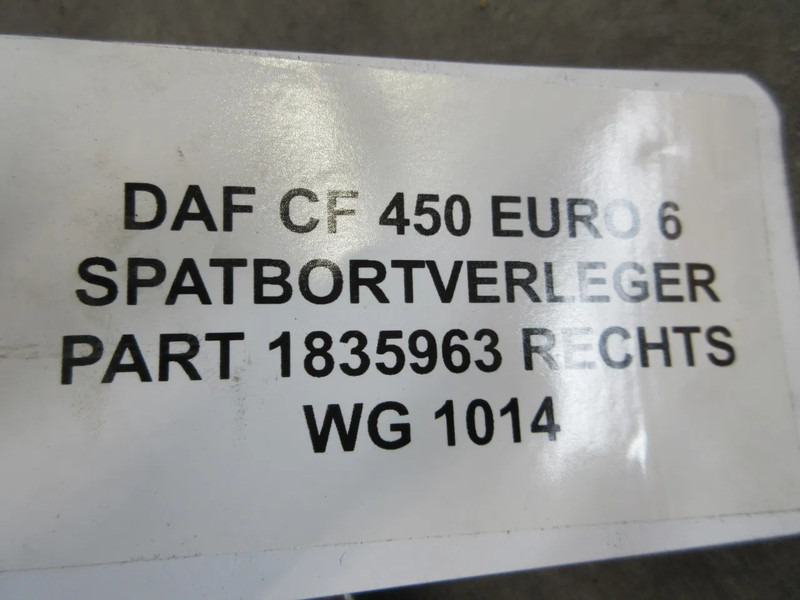 DAF CF 450 EURO 6
SPATBORTVERLEGER
PART 1835963 RECHTS
WG 1014